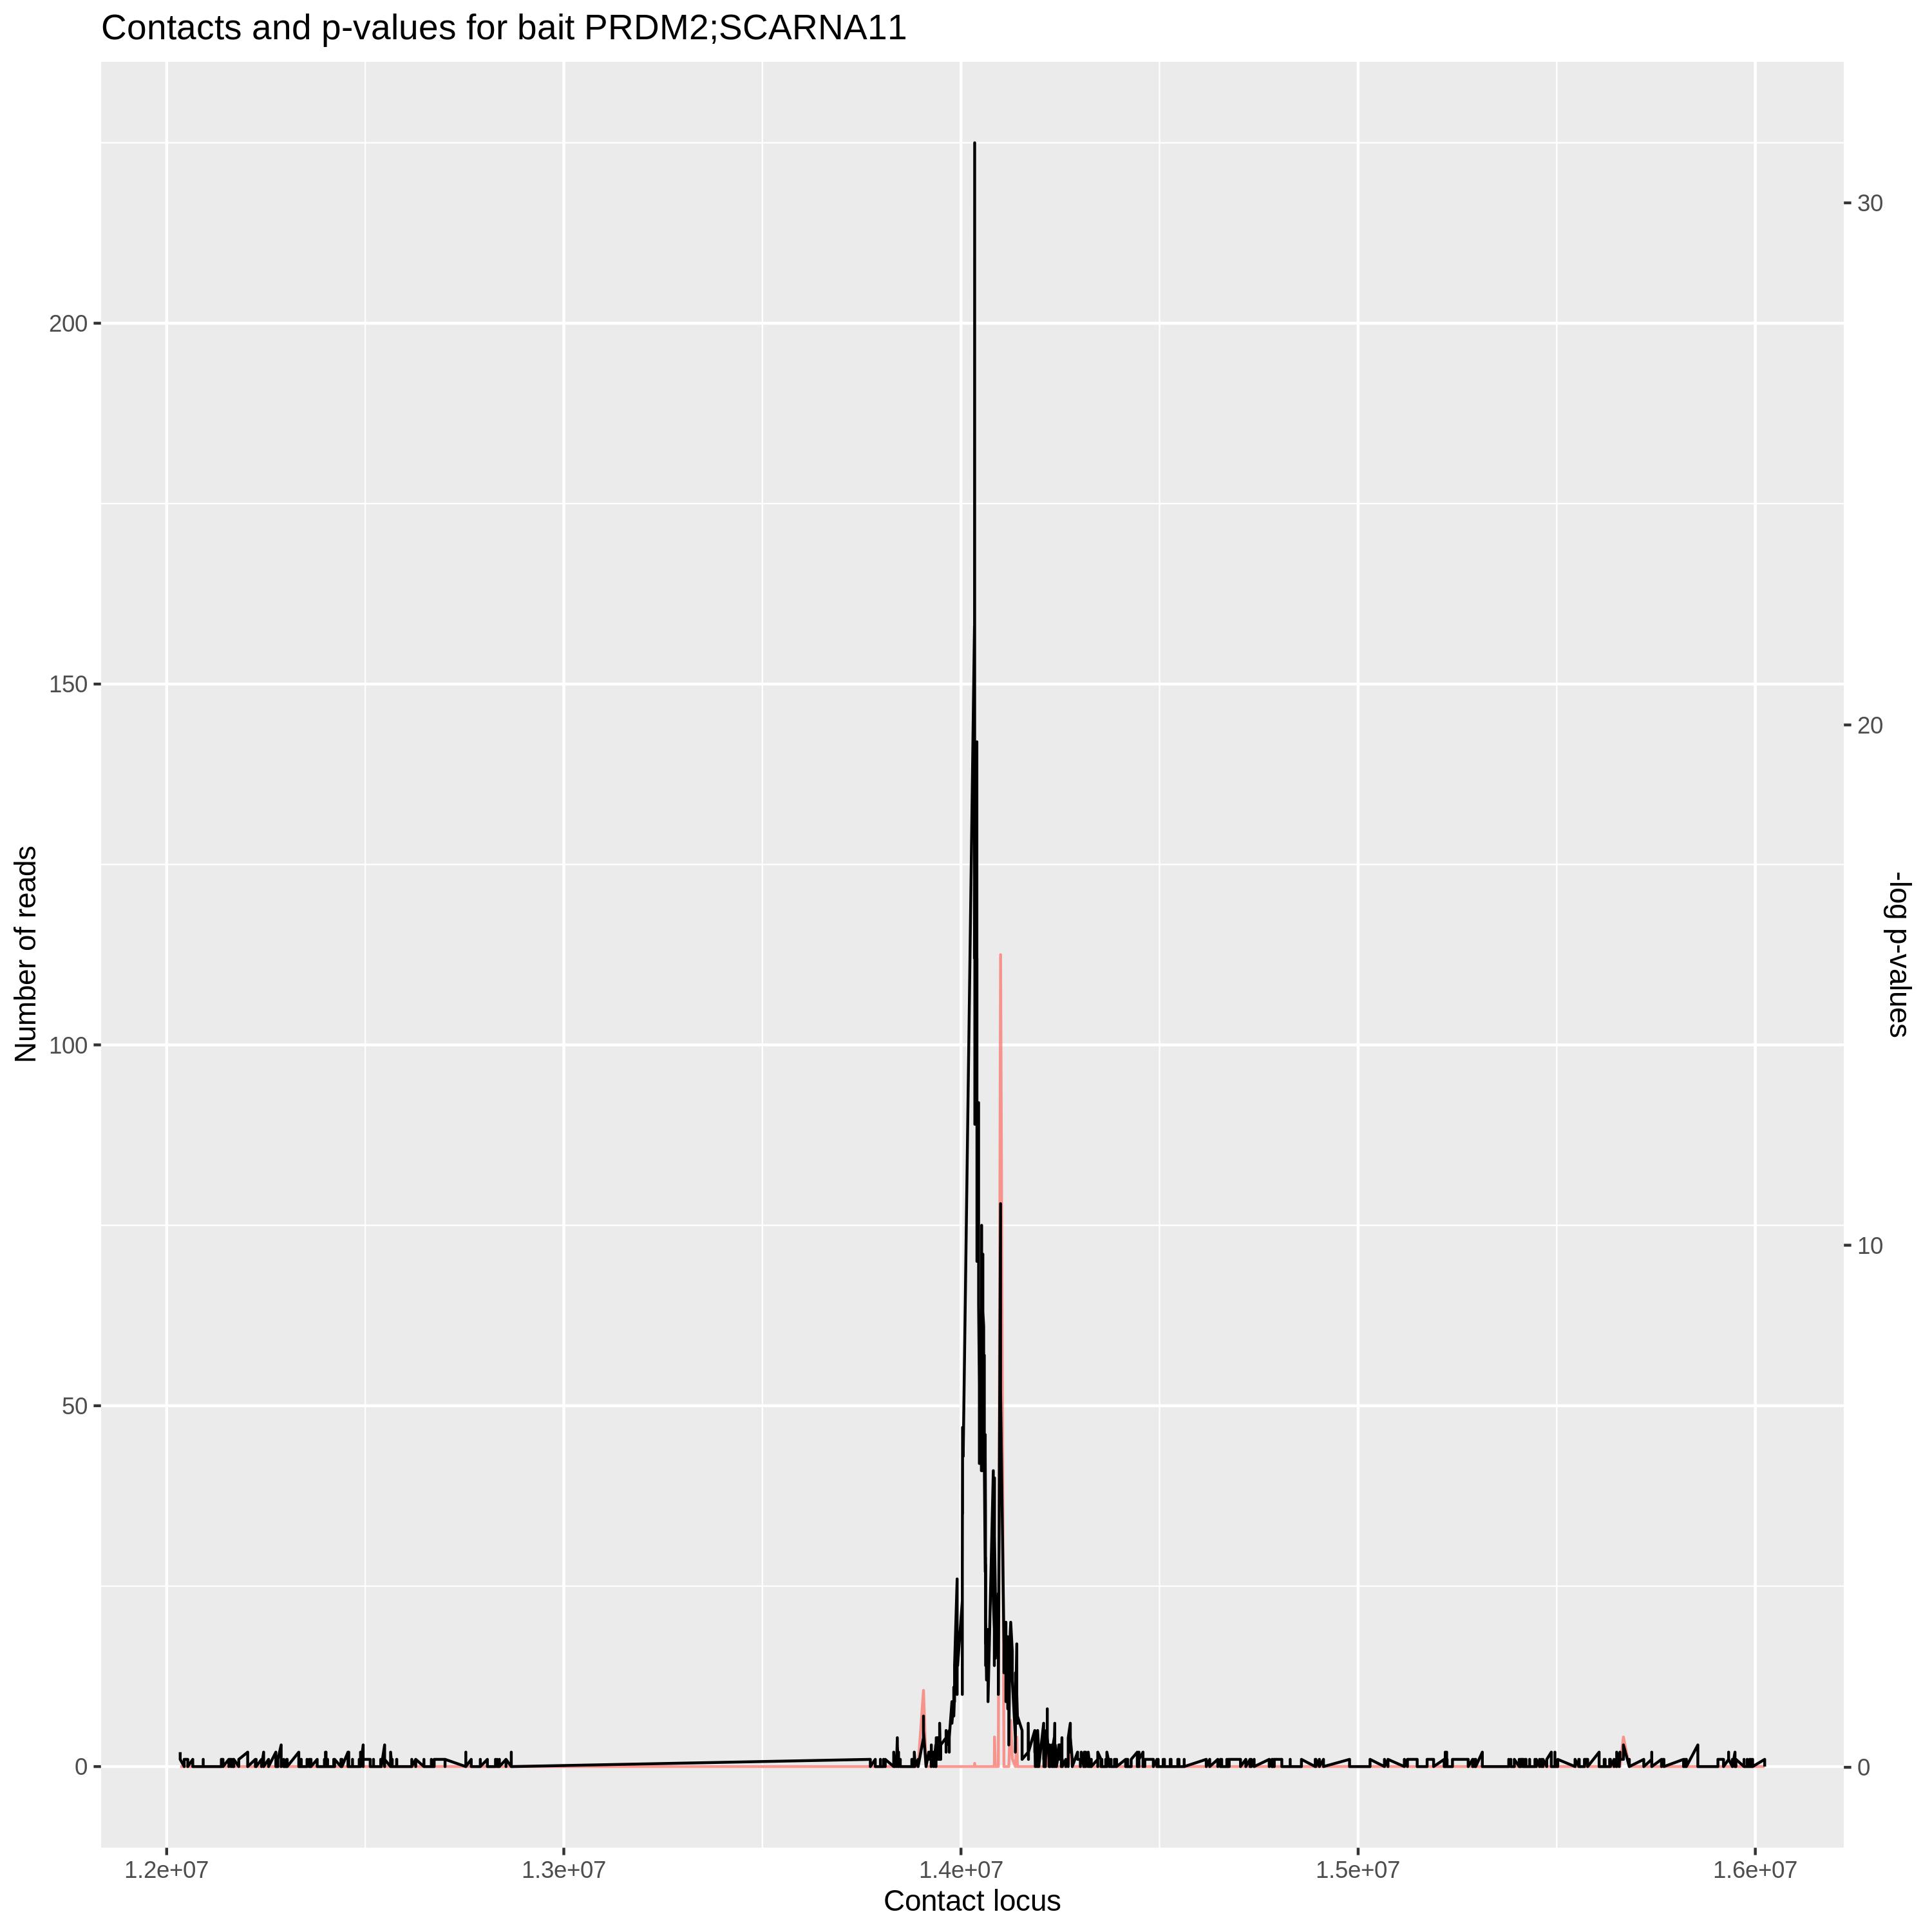 Contacts and p-values for bait PRDM2;SCARNA11
Number of reads
200
150
100
50
0
30
20
10
0
-log p-values
1.2e+07 1.3e+07 1.4e+07 1.5e+07 1.6e+07
Contact locus